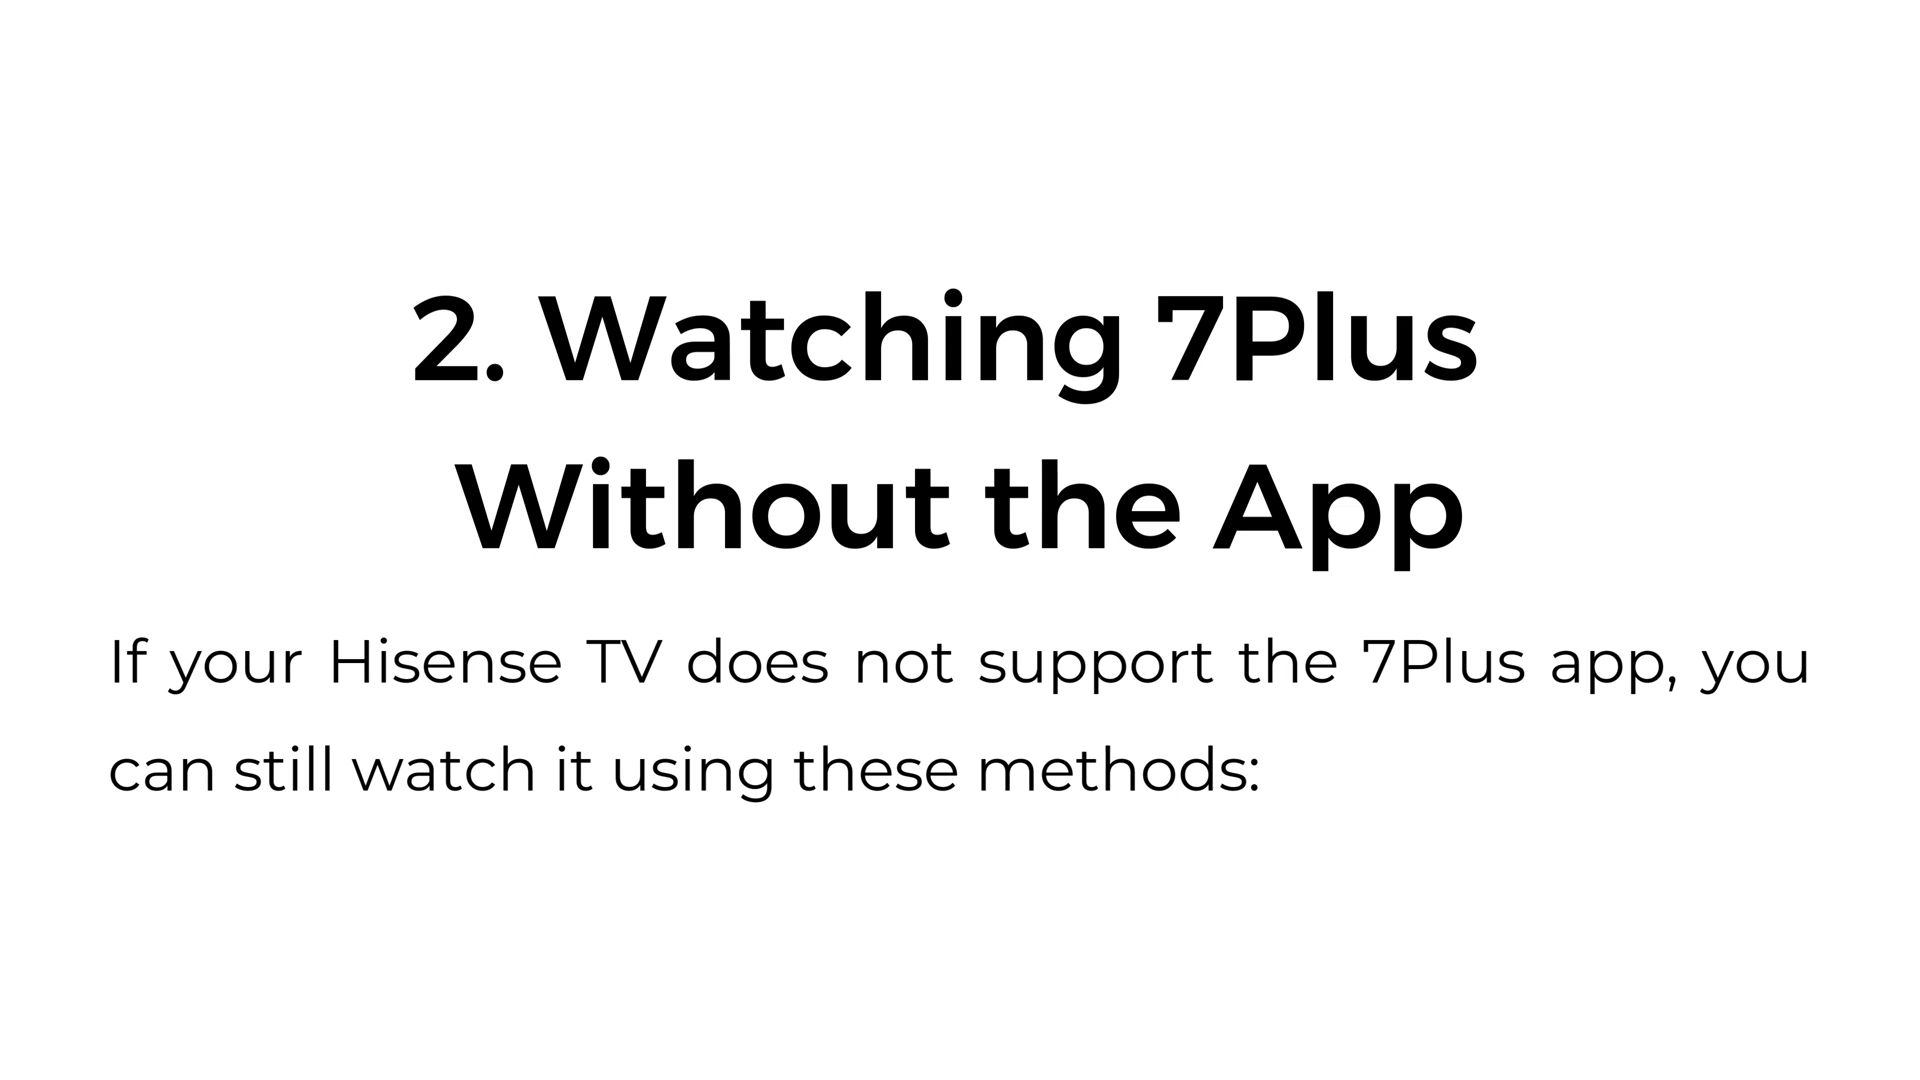 2. Watching 7Plus
Without the App
If your Hisense TV does not support the 7Plus app, you
can still watch it using these methods: